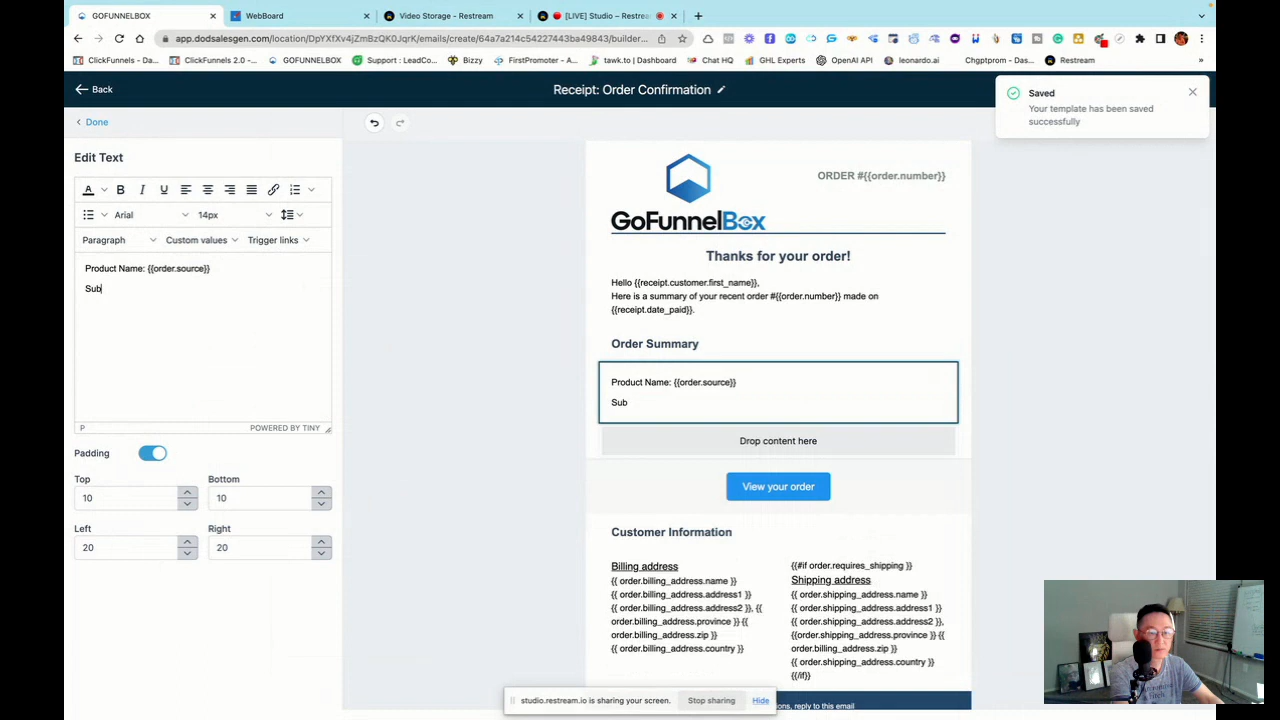 GOFUNNELBOX
WebBoard
Video Storage - Restream
[LIVE] Studio – Restre
app.dodsalesgen.com/location/DpYXfXv4jZmBzQK0JqrK/emails/create/64a7a214c54227443ba49843/builder...
ClickFunnels - Da...
ClickFunnels 2.0 -...
GOFUNNELBOX
Support : LeadCo...
Bizzy
FirstPromoter - A...
tawk.to | Dashboard
Chat HQ
GHL Experts
OpenAI API
leonardo.ai
Chgptprom - Das...
Restream
»
Back
Receipt: Order Confirmation
Saved
Your template has been saved
successfully
Done
Edit Text
A
B
I
U
Arial
14px
Paragraph
Custom values
Trigger links
Product Name: {{order.source}}
Sub
P
POWERED BY TINY
Padding
Top
Bottom
10
10
Left
Right
20
20
ORDER #{{order.number}}
GoFunnelBox
Thanks for your order!
Hello {{receipt.customer.first_name}},
Here is a summary of your recent order #{{order.number}} made on
{{receipt.date_paid}}.
Order Summary
Product Name: {{order.source}}
Sub
Drop content here
View your order
Customer Information
Billing address
{{ order.billing_address.name }}
{{ order.billing_address.address1 }}
{{ order.billing_address.address2 }}, {{
order.billing_address.province }} {{
order.billing_address.zip }}
{{ order.billing_address.country }}
{{#if order.requires_shipping }}
Shipping address
{{ order.shipping_address.name }}
{{ order.shipping_address.address1 }}
{{ order.shipping_address.address2 }},
{{order.shipping_address.province }} {{
order.billing_address.zip }}
{{ order.shipping_address.country }}
{{/if}}
ons, reply to this email
studio.restream.io is sharing your screen.
Stop sharing
Hide